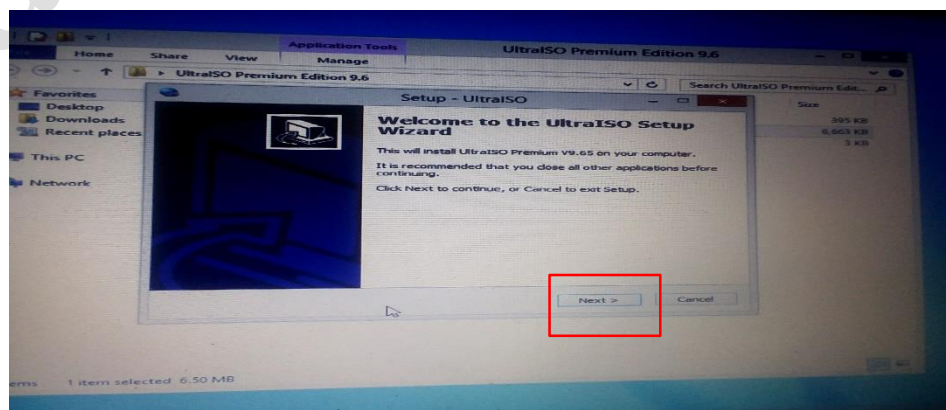 Application Tools
UltraISO Premium Edition 9.6
Home Share View Manage
UltraISO Premium Edition 9.6
Search UltraISO Premium Edit...
Favorites
Desktop
Downloads
Recent places
This PC
Network
Size
395 KB
6,663 KB
3 KB
Setup - UltraISO
Welcome to the UltraISO Setup
Wizard
This will install UltraISO Premium V9.65 on your computer.
It is recommended that you close all other applications before
continuing.
Click Next to continue, or Cancel to exit Setup.
Next >
Cancel
1 item selected 6.50 MB